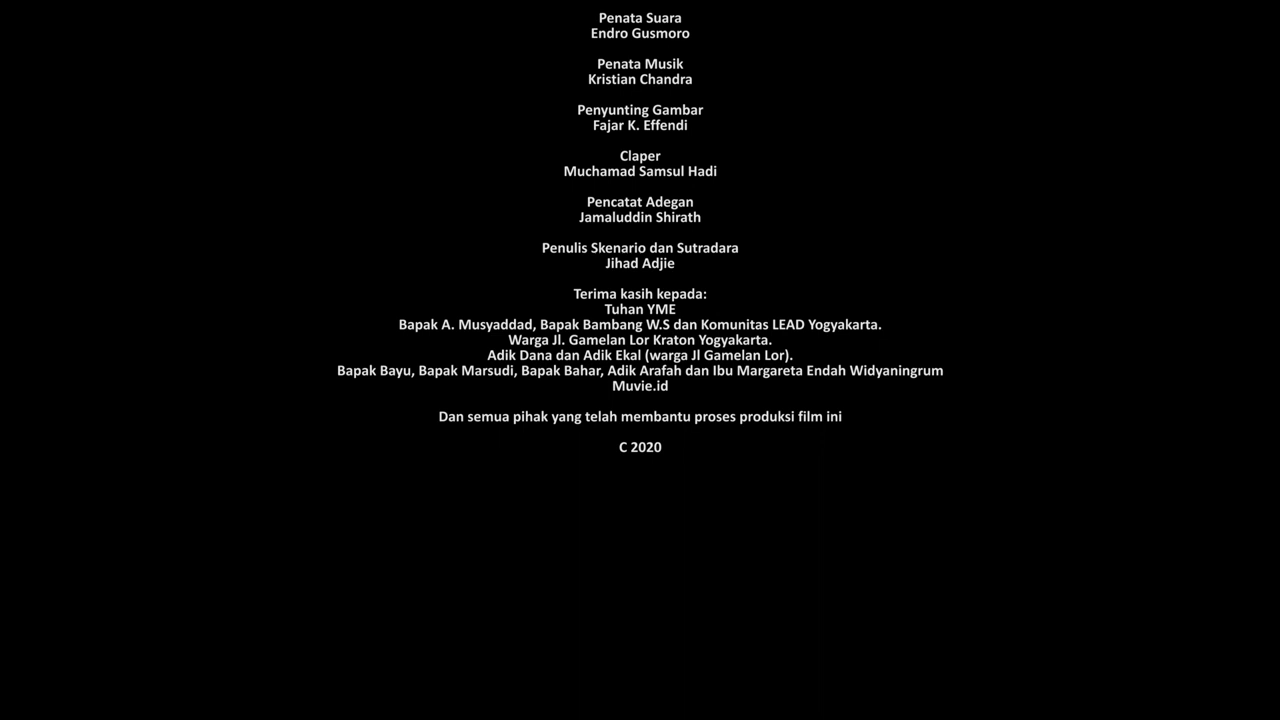 Penata Suara
Endro Gusmoro
Penata Musik
Kristian Chandra
Penyunting Gambar
Fajar K. Effendi
Claper
Muchamad Samsul Hadi
Pencatat Adegan
Jamaluddin Shirath
Penulis Skenario dan Sutradara
Jihad Adjie
Terima kasih kepada:
Tuhan YME
Bapak A. Musyaddad, Bapak Bambang W.S dan Komunitas LEAD Yogyakarta.
Warga Jl. Gamelan Lor Kraton Yogyakarta.
Adik Dana dan Adik Ekal (warga Jl Gamelan Lor).
Bapak Bayu, Bapak Marsudi, Bapak Bahar, Adik Arafah dan Ibu Margareta Endah Widyaningrum
Muvie.id
Dan semua pihak yang telah membantu proses produksi film ini
C 2020